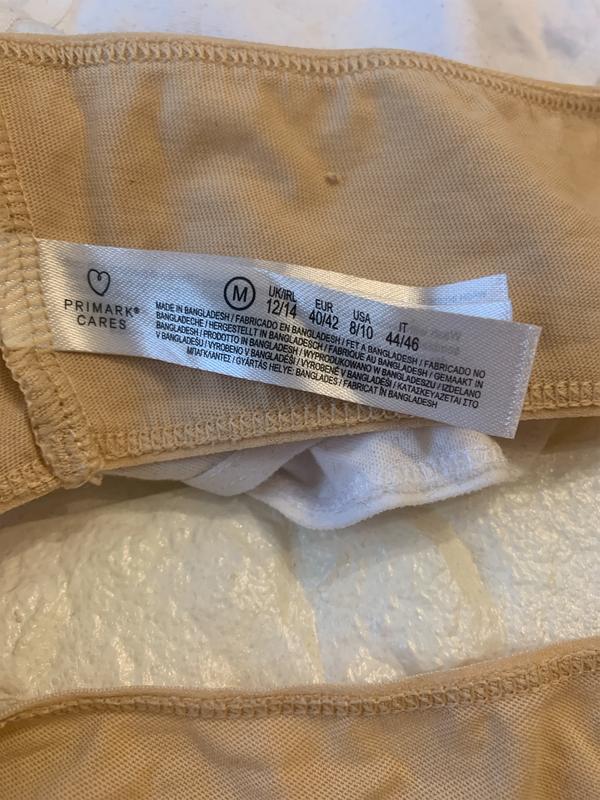 PRIMARK®
CARES
M
UK/IRL EUR USA IT
12/14 40/42 8/10 44/46
MADE IN BANGLADESH / FABRICADO EN BANGLADESH / FET A BANGLADESH / FABRICADO NO
BANGLADECHE / HERGESTELLT IN BANGLADESCH / FABRIQUE AU BANGLADESH / GEMAAKT IN
BANGLADESH / PRODOTTO IN BANGLADESH / WYPRODUKOWANO W BANGLADESZU / IZDELANO
V BANGLADEŠU / VYROBENO V BANGLADÉŠI / VYROBENÉ V BANGLADÉŠI / ΚΑΤΑΣΚΕΥΑΖΕΤΑΙ ΣΤΟ
ΜΠΑΓΚΛΑΝΤΕΣ / GYÁRTÁS HELYE: BANGLADES / FABRICAT ÎN BANGLADESH